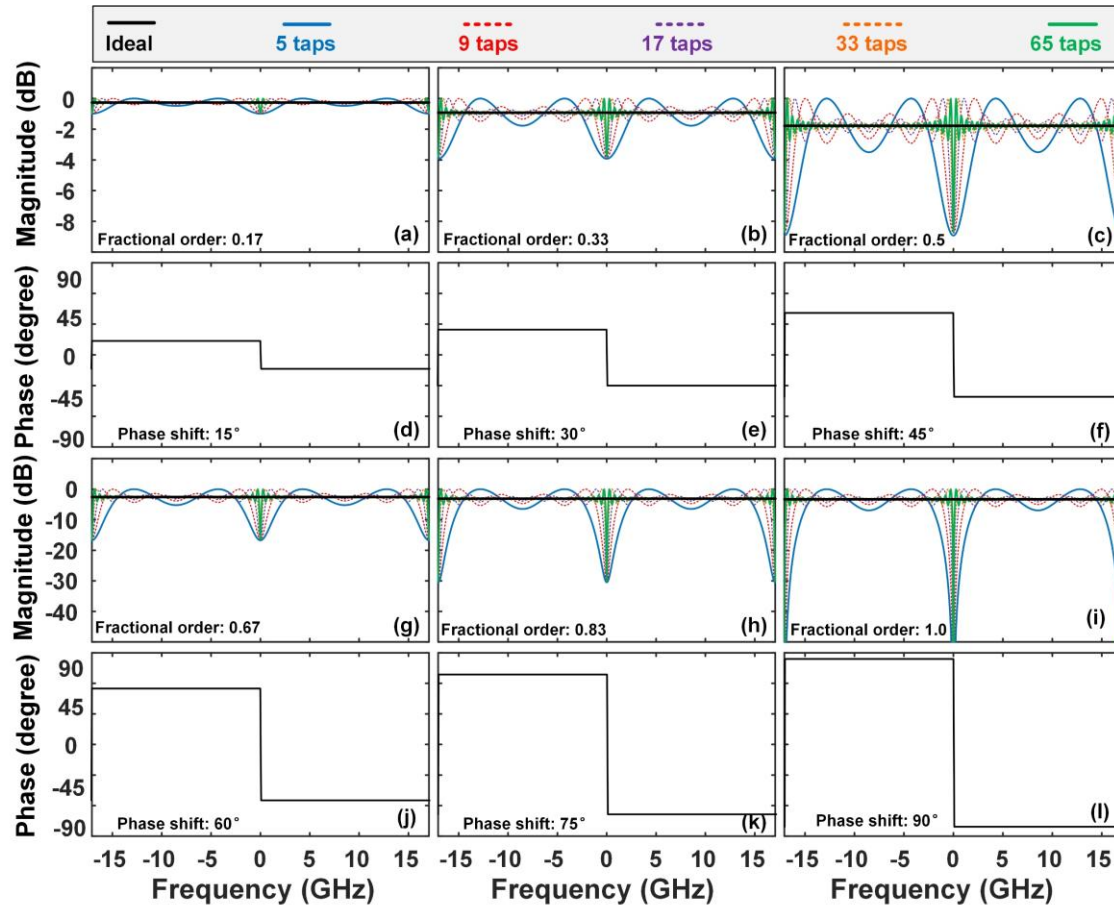 Ideal 5 taps 9 taps 17 taps 33 taps 65 taps
Magnitude (dB)
0
-2
-4
-6
-8
Fractional order: 0.17 (a)
Fractional order: 0.33 (b)
Fractional order: 0.5 (c)
Phase (degree)
90
45
0
-45
-90
Phase shift: 15° (d)
Phase shift: 30° (e)
Phase shift: 45° (f)
Magnitude (dB)
0
-10
-20
-30
-40
Fractional order: 0.67 (g)
Fractional order: 0.83 (h)
Fractional order: 1.0 (i)
Phase (degree)
90
45
0
-45
-90
Phase shift: 60° (j)
Phase shift: 75° (k)
Phase shift: 90° (l)
-15 -10 -5 0 5 10 15 -15 -10 -5 0 5 10 15 -15 -10 -5 0 5 10 15
Frequency (GHz) Frequency (GHz) Frequency (GHz)